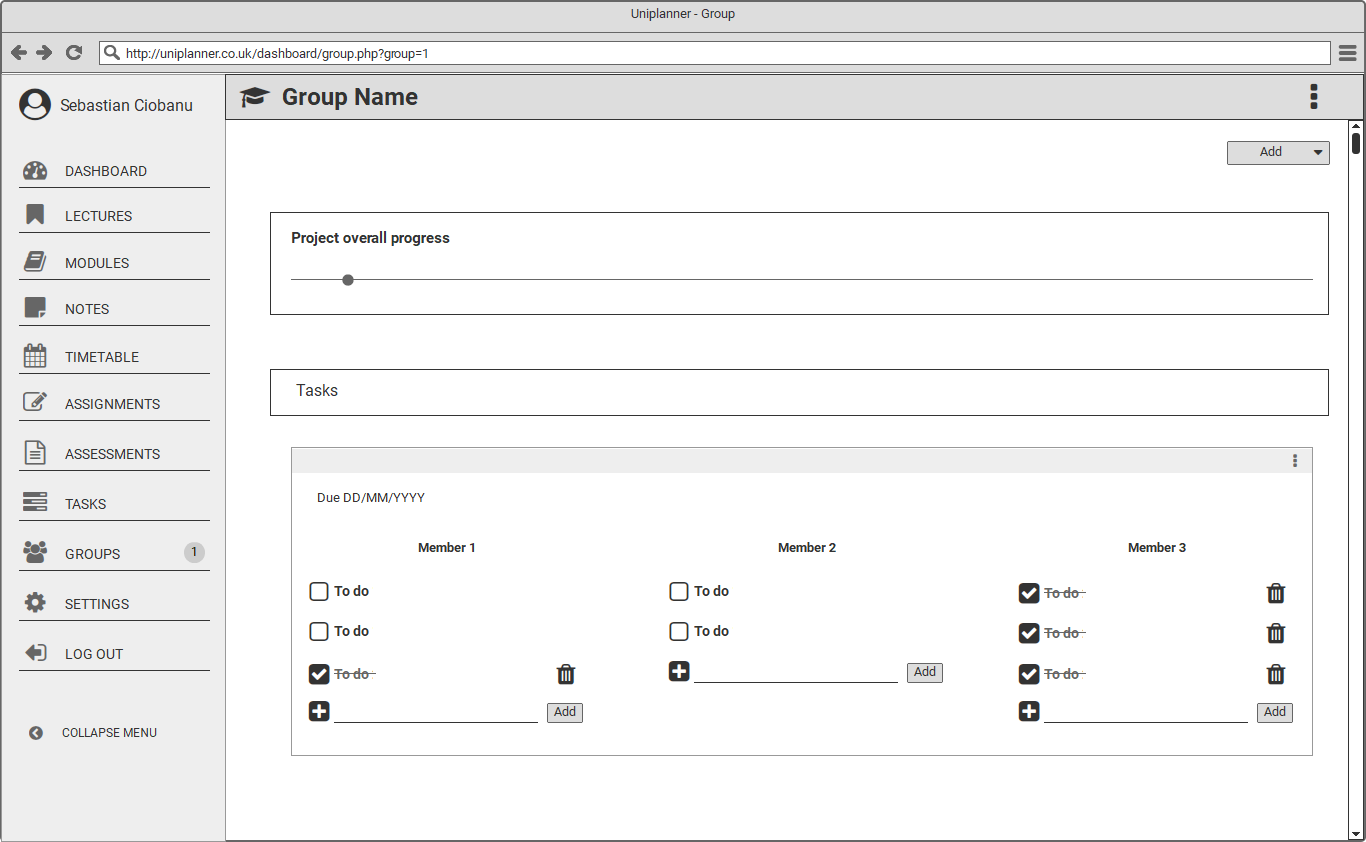 Uniplanner - Group
http://uniplanner.co.uk/dashboard/group.php?group=1
Sebastian Ciobanu
Group Name
DASHBOARD
LECTURES
MODULES
NOTES
TIMETABLE
ASSIGNMENTS
ASSESSMENTS
TASKS
GROUPS 1
SETTINGS
LOG OUT
COLLAPSE MENU
Add
Project overall progress
Tasks
Due DD/MM/YYYY
Member 1 Member 2 Member 3
To do To do To do
To do To do To do
To do Add To do
Add Add